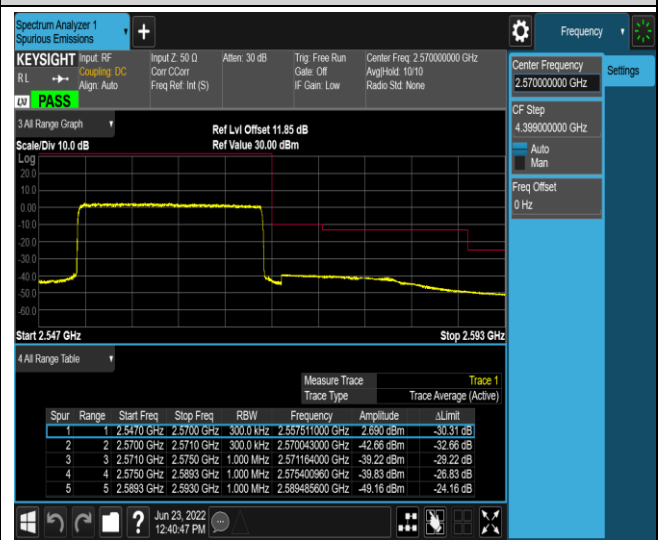 Spectrum Analyzer 1
Spurious Emissions
Frequency
KEYSIGHT
RL
Input: RF
Coupling: DC
Align: Auto
Input Z: 50 Ω
Corr CCorr
Freq Ref: Int (S)
Atten: 30 dB
Trig: Free Run
Gate: Off
IF Gain: Low
Center Freq: 2.570000000 GHz
Avg|Hold: 10/10
Radio Std: None
LXI PASS
3 All Range Graph
Ref Lvl Offset 11.85 dB
Scale/Div 10.0 dB
Ref Value 30.00 dBm
Log
20.0
10.0
0.00
-10.0
-20.0
-30.0
-40.0
-50.0
-60.0
Start 2.547 GHz
Stop 2.593 GHz
4 All Range Table
Measure Trace Trace 1
Trace Type Trace Average (Active)
Spur Range Start Freq Stop Freq RBW Frequency Amplitude ΔLimit
1 1 2.5470 GHz 2.5700 GHz 300.0 kHz 2.557511000 GHz 2.690 dBm -30.31 dB
2 2 2.5700 GHz 2.5710 GHz 300.0 kHz 2.570043000 GHz -42.66 dBm -32.66 dB
3 3 2.5710 GHz 2.5750 GHz 1.000 MHz 2.571164000 GHz -39.22 dBm -29.22 dB
4 4 2.5750 GHz 2.5893 GHz 1.000 MHz 2.575400960 GHz -39.83 dBm -26.83 dB
5 5 2.5893 GHz 2.5930 GHz 1.000 MHz 2.589485600 GHz -49.16 dBm -24.16 dB
Jun 23, 2022
12:40:47 PM
Center Frequency
2.570000000 GHz
Settings
CF Step
4.399000000 GHz
Auto
Man
Freq Offset
0 Hz